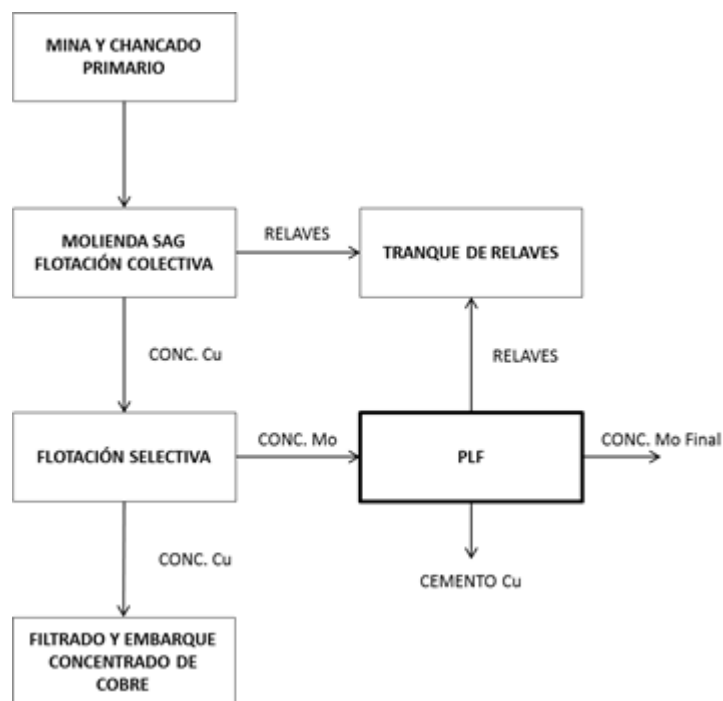 MINA Y CHANCADO
PRIMARIO
MOLIENDA SAG
FLOTACIÓN COLECTIVA
RELAVES
TRANQUE DE RELAVES
CONC. Cu
RELAVES
FLOTACIÓN SELECTIVA
CONC. Mo
PLF
CONC. Mo Final
CONC. Cu
CEMENTO Cu
FILTRADO Y EMBARQUE
CONCENTRADO DE
COBRE